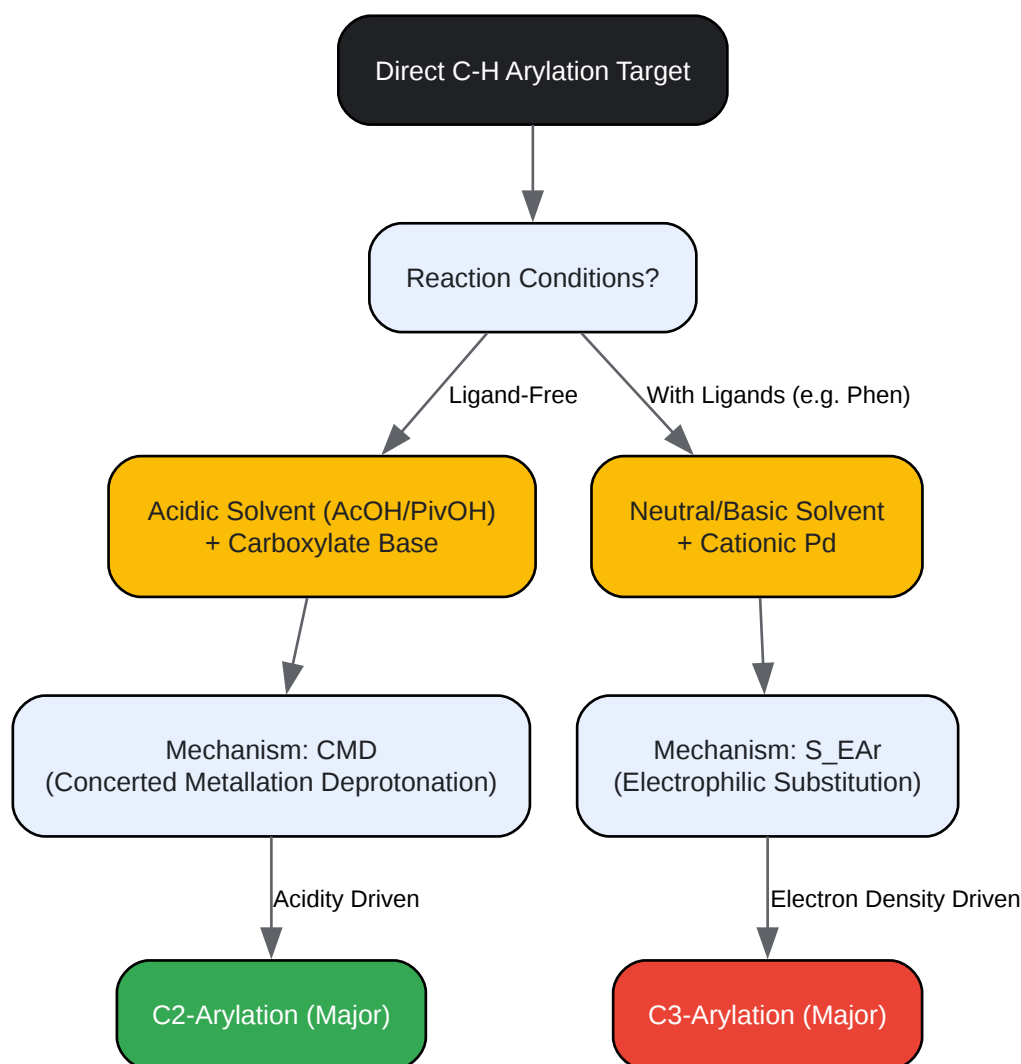 Direct C-H Arylation Target
Reaction Conditions?
Ligand-Free
With Ligands (e.g. Phen)
Acidic Solvent (AcOH/PivOH)
+ Carboxylate Base
Neutral/Basic Solvent
+ Cationic Pd
Mechanism: CMD
(Concerted Metallation Deprotonation)
Mechanism: S_EAr
(Electrophilic Substitution)
Acidity Driven
Electron Density Driven
C2-Arylation (Major)
C3-Arylation (Major)